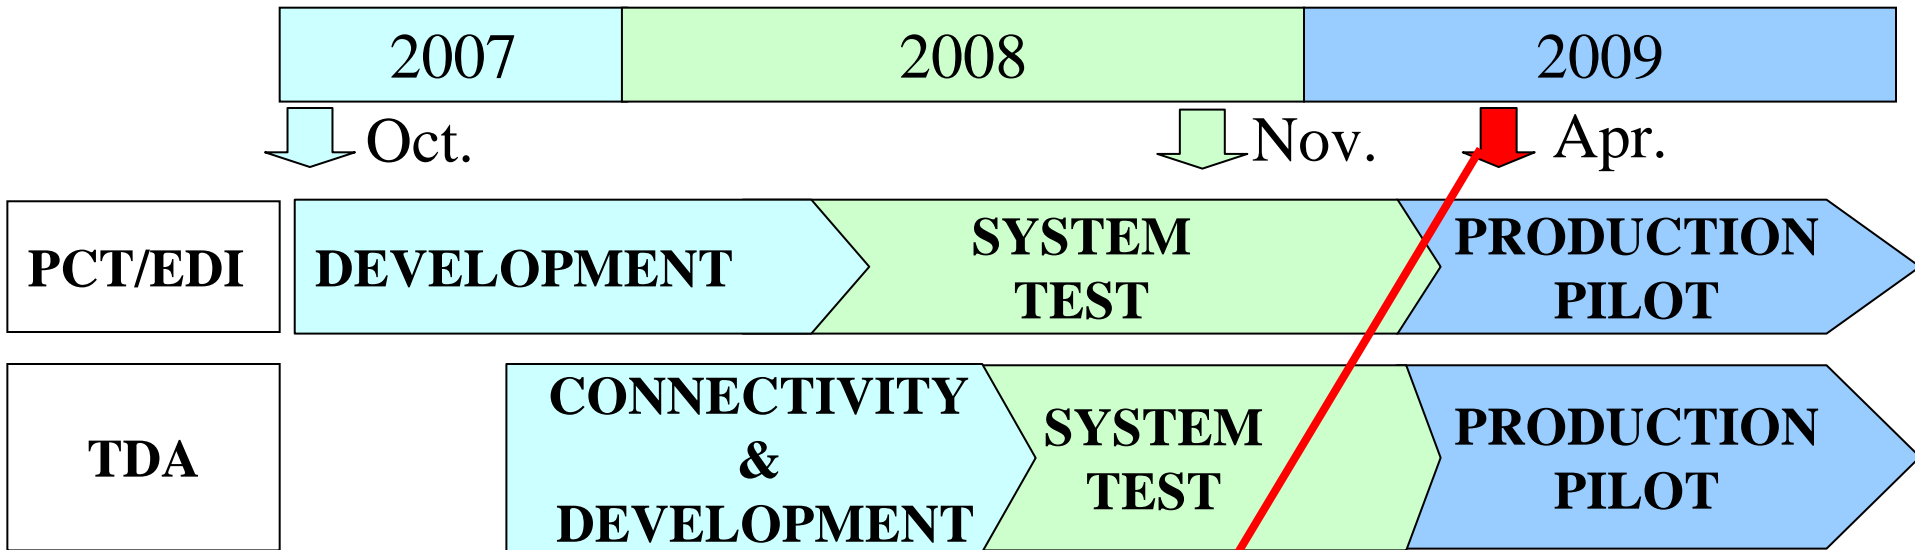 2007 2008 2009
Oct. Nov. Apr.
PCT/EDI
DEVELOPMENT
SYSTEM
TEST
PRODUCTION
PILOT
TDA
CONNECTIVITY
&
DEVELOPMENT
SYSTEM
TEST
PRODUCTION
PILOT